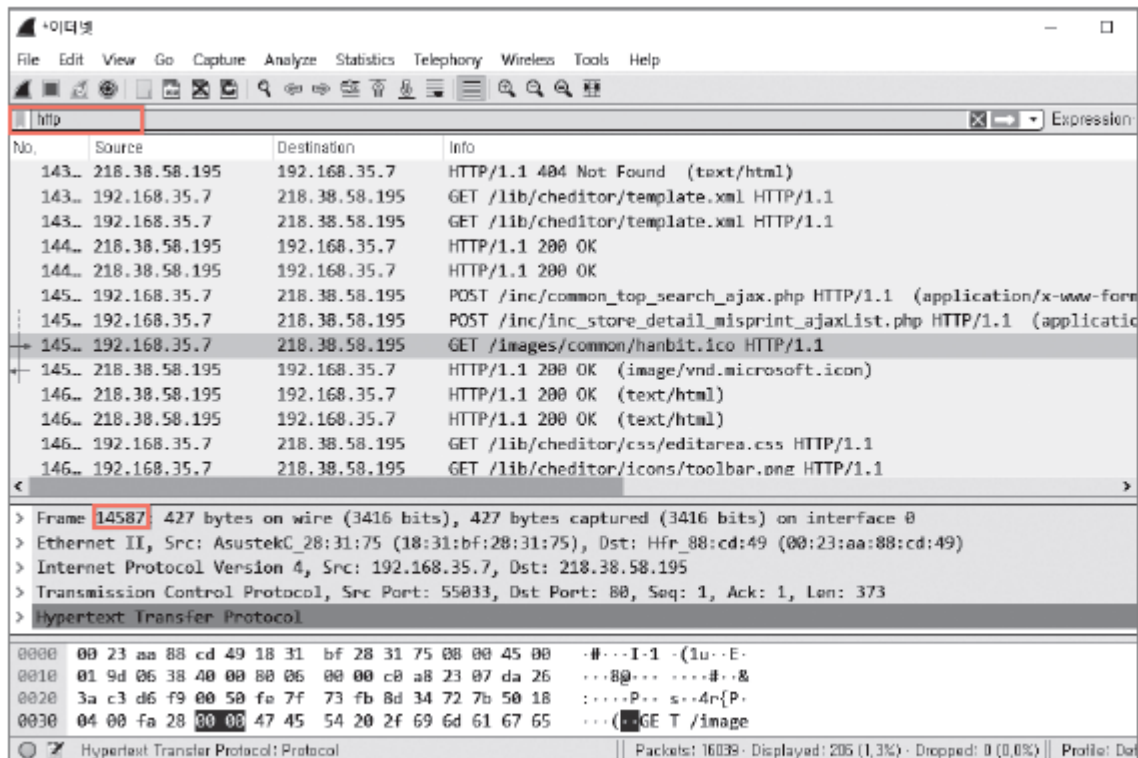 *이더넷
File Edit View Go Capture Analyze Statistics Telephony Wireless Tools Help
http Expression
No. Source Destination Info
143… 218.38.58.195 192.168.35.7 HTTP/1.1 404 Not Found (text/html)
143… 192.168.35.7 218.38.58.195 GET /lib/cheditor/template.xml HTTP/1.1
143… 192.168.35.7 218.38.58.195 GET /lib/cheditor/template.xml HTTP/1.1
144… 218.38.58.195 192.168.35.7 HTTP/1.1 200 OK
144… 218.38.58.195 192.168.35.7 HTTP/1.1 200 OK
145… 192.168.35.7 218.38.58.195 POST /inc/common_top_search_ajax.php HTTP/1.1 (application/x-www-form
145… 192.168.35.7 218.38.58.195 POST /inc/inc_store_detail_misprint_ajaxList.php HTTP/1.1 (applicatic
145… 192.168.35.7 218.38.58.195 GET /images/common/hanbit.ico HTTP/1.1
145… 218.38.58.195 192.168.35.7 HTTP/1.1 200 OK (image/vnd.microsoft.icon)
146… 218.38.58.195 192.168.35.7 HTTP/1.1 200 OK (text/html)
146… 218.38.58.195 192.168.35.7 HTTP/1.1 200 OK (text/html)
146… 192.168.35.7 218.38.58.195 GET /lib/cheditor/css/editarea.css HTTP/1.1
146… 192.168.35.7 218.38.58.195 GET /lib/cheditor/icons/toolbar.png HTTP/1.1
> Frame 14587: 427 bytes on wire (3416 bits), 427 bytes captured (3416 bits) on interface 0
> Ethernet II, Src: AsustekC_28:31:75 (18:31:bf:28:31:75), Dst: Hfr_88:cd:49 (00:23:aa:88:cd:49)
> Internet Protocol Version 4, Src: 192.168.35.7, Dst: 218.38.58.195
> Transmission Control Protocol, Src Port: 55033, Dst Port: 80, Seq: 1, Ack: 1, Len: 373
> Hypertext Transfer Protocol
0000 00 23 aa 88 cd 49 18 31 bf 28 31 75 08 00 45 00 ·#···I·1 ·(1u··E·
0010 01 9d 06 38 40 00 80 06 00 00 c0 a8 23 07 da 26 ···8@··· ····#··&
0020 3a c3 d6 f9 00 50 fe 7f 73 fb 8d 34 72 7b 50 18 :····P·· s··4r{P·
0030 04 00 fa 28 00 00 47 45 54 20 2f 69 6d 61 67 65 ···(··GE T /image
Hypertext Transfer Protocol: Protocol Packets: 16039 · Displayed: 206 (1,3%) · Dropped: 0 (0,0%) Profile: Def